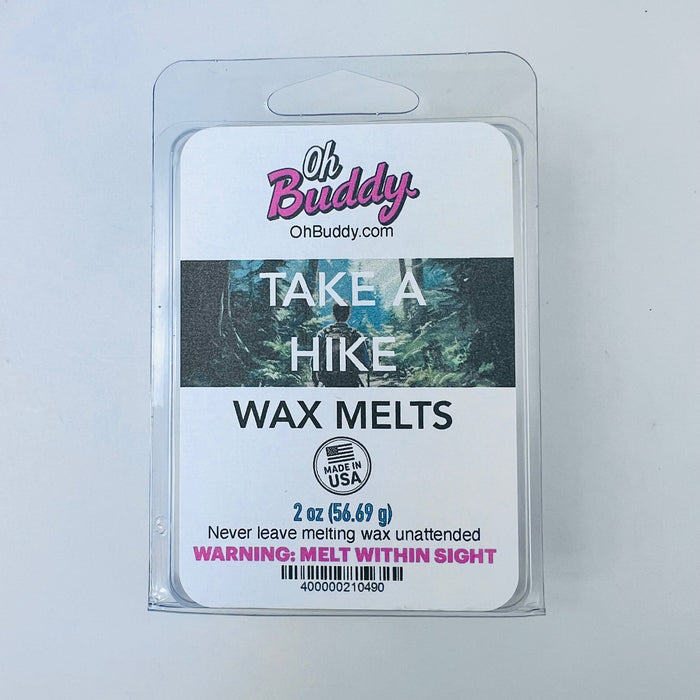 Oh
Buddy
OhBuddy.com
TAKE A
HIKE
WAX MELTS
MADE IN
USA
2 oz (56.69 g)
Never leave melting wax unattended
WARNING: MELT WITHIN SIGHT
400000210490